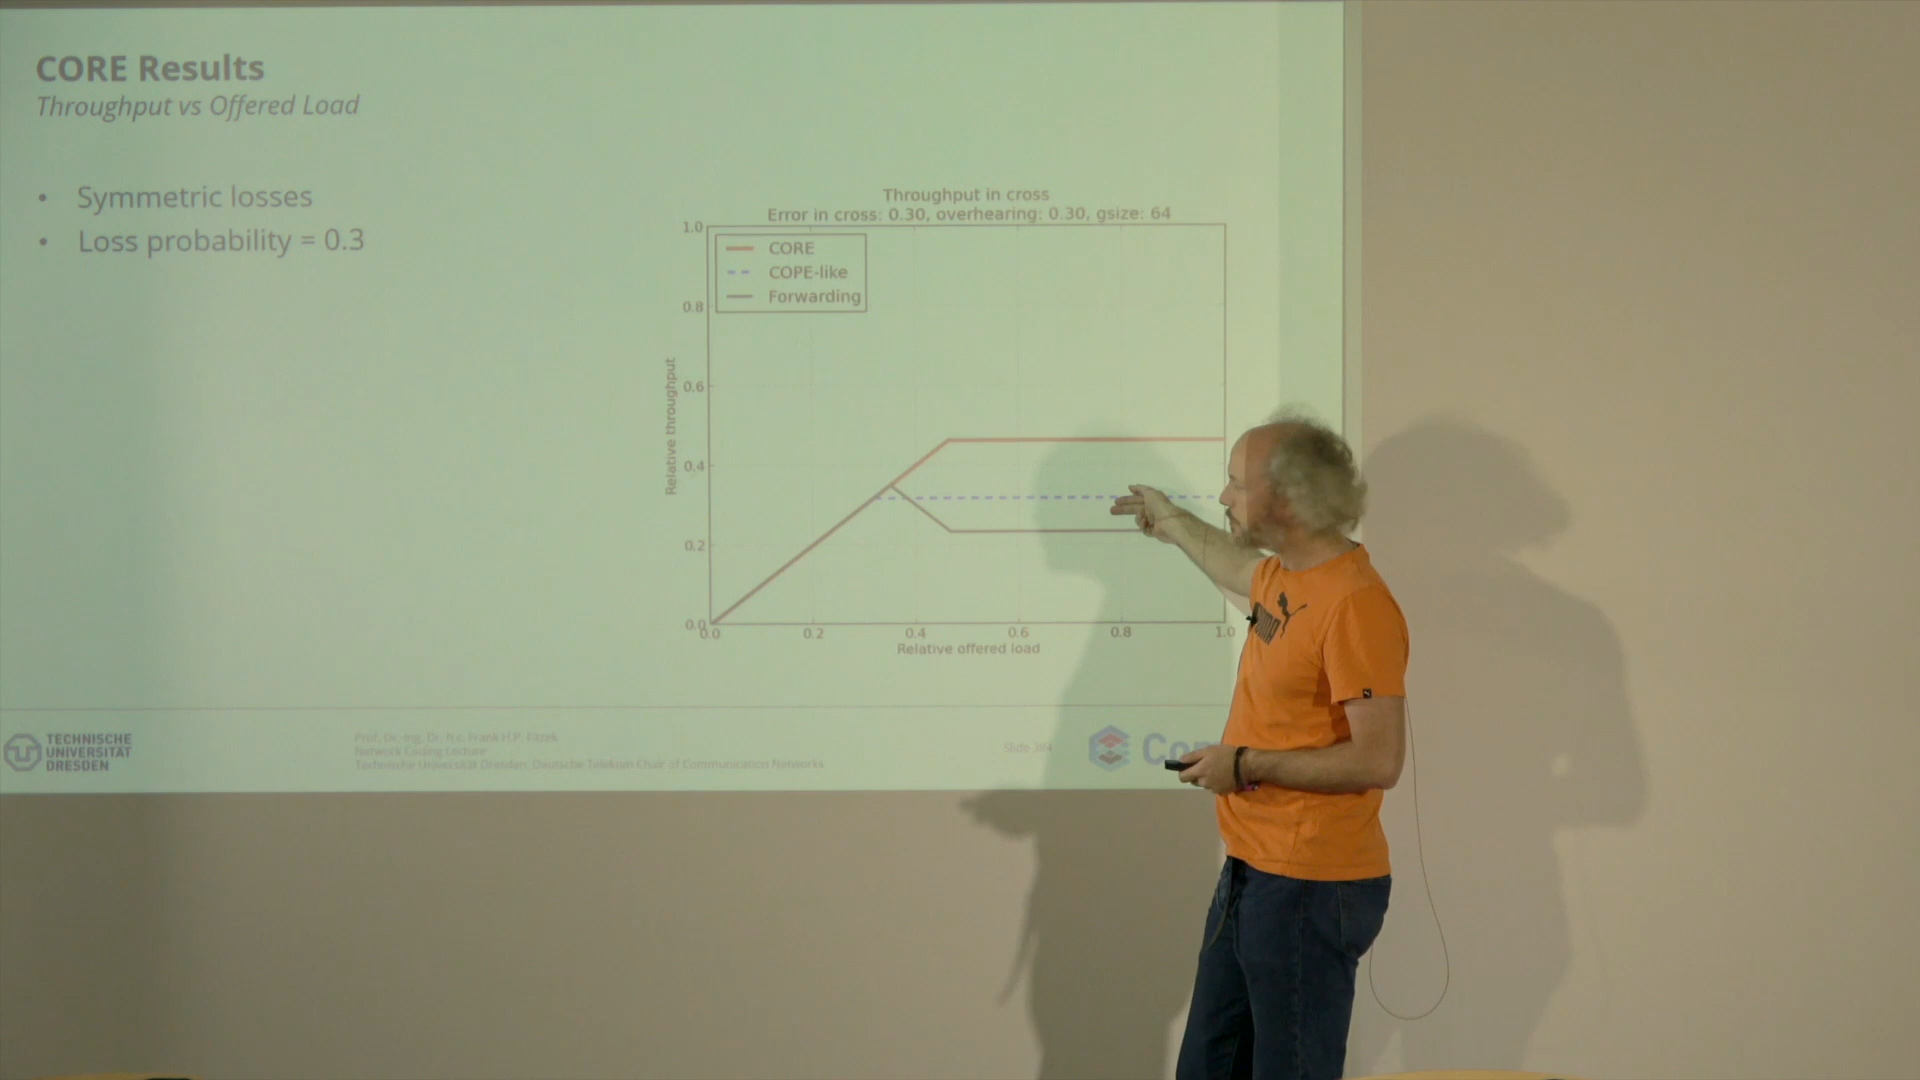 CORE Results
Throughput vs Offered Load
• Symmetric losses
• Loss probability = 0.3
Throughput in cross
Error in cross: 0.30, overhearing: 0.30, gsize: 64
CORE
COPE-like
Forwarding
Relative throughput
1.0
0.8
0.6
0.4
0.2
0.0
0.0 0.2 0.4 0.6 0.8 1.0
Relative offered load
TECHNISCHE
UNIVERSITÄT
DRESDEN
Prof. Dr.-Ing. Dr. h.c. Frank H.P. Fitzek
Network Coding Lecture
Technische Universität Dresden, Deutsche Telekom Chair of Communication Networks
Slide